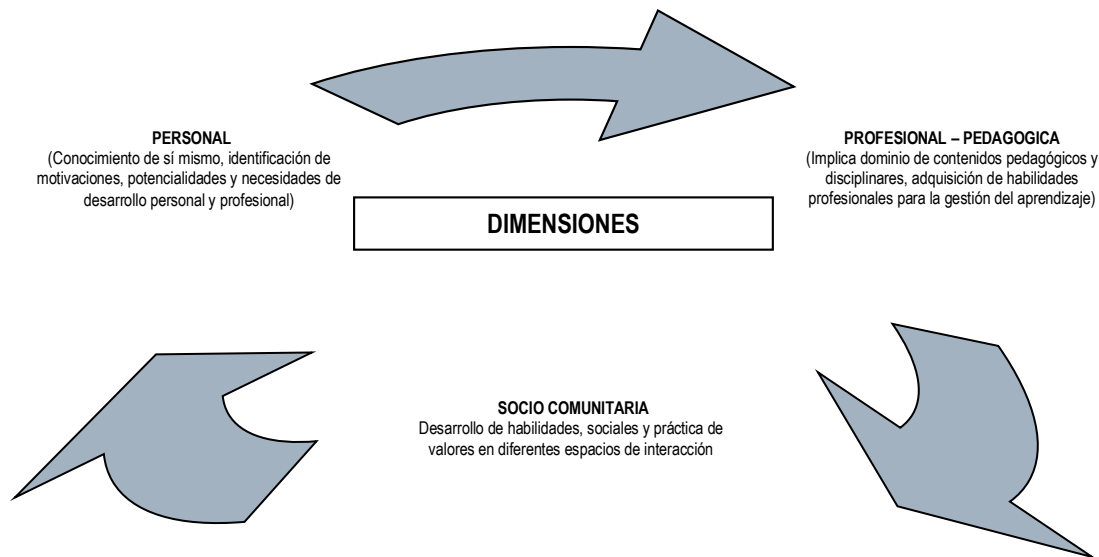 PERSONAL
(Conocimiento de sí mismo, identificación de
motivaciones, potencialidades y necesidades de
desarrollo personal y profesional)
PROFESIONAL – PEDAGOGICA
(Implica dominio de contenidos pedagógicos y
disciplinares, adquisición de habilidades
profesionales para la gestión del aprendizaje)
DIMENSIONES
SOCIO COMUNITARIA
Desarrollo de habilidades, sociales y práctica de
valores en diferentes espacios de interacción